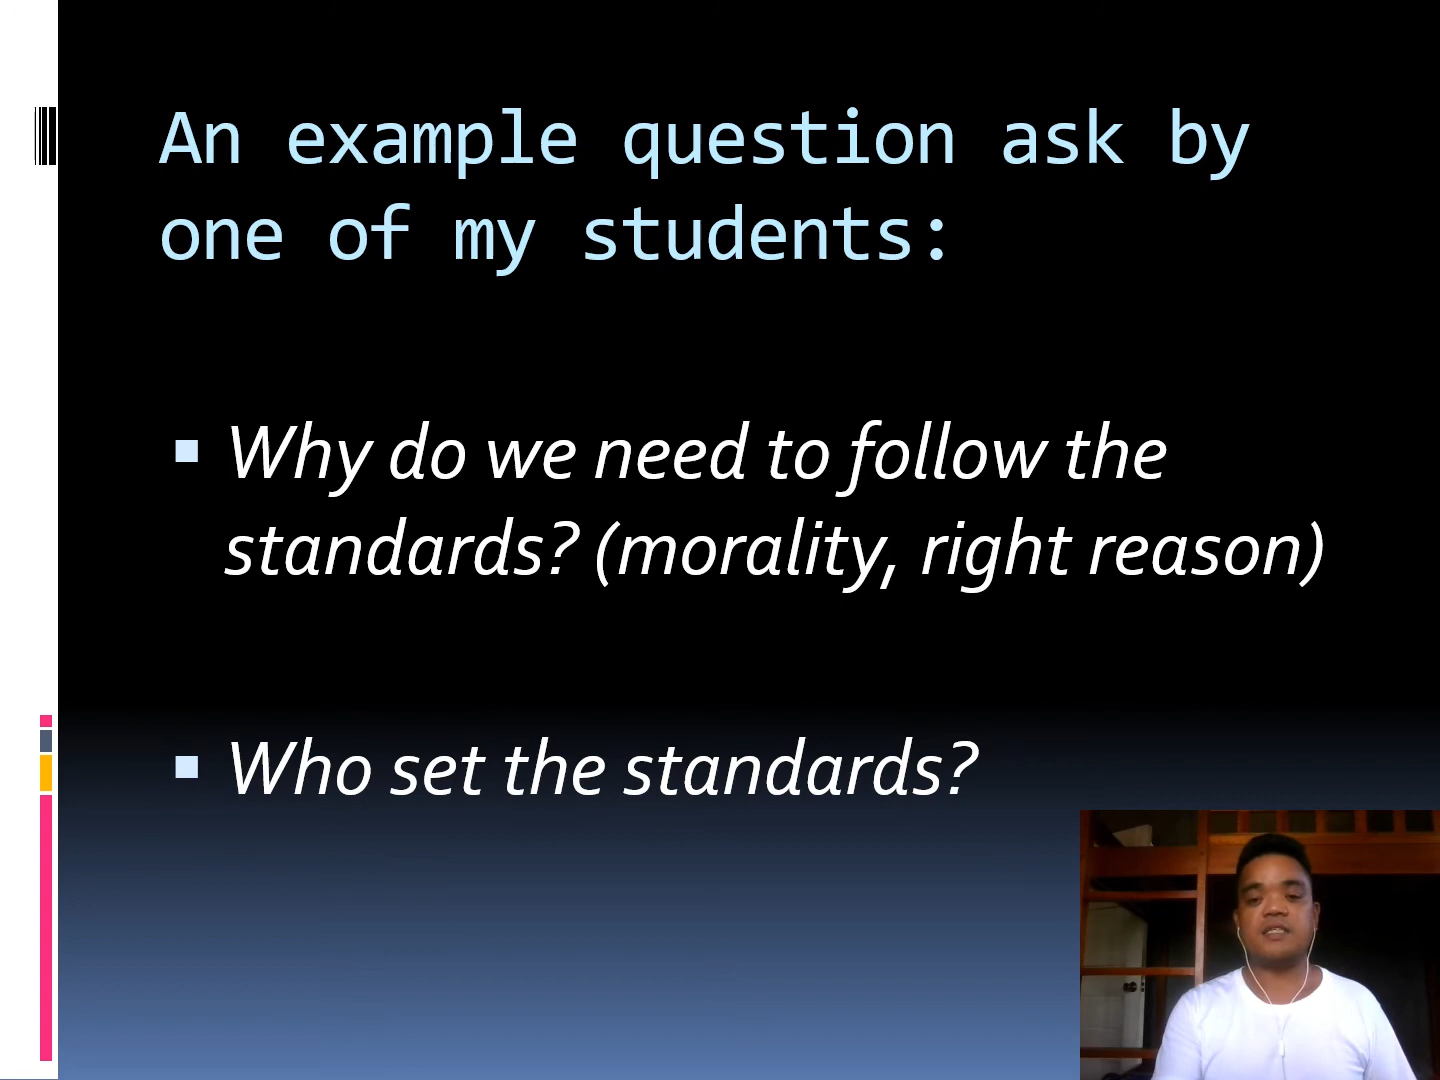 An example question ask by
one of my students:
Why do we need to follow the
standards? (morality, right reason)
Who set the standards?